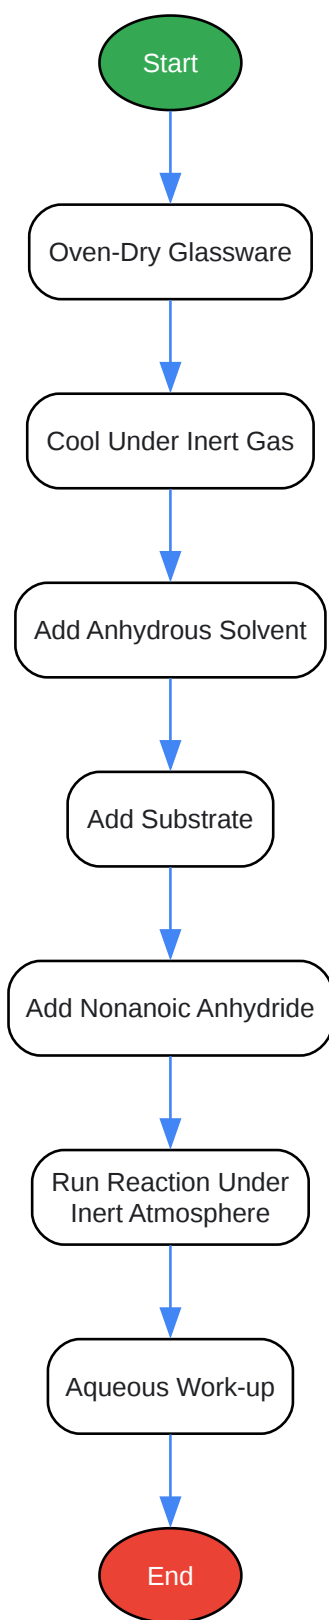 Start
Oven-Dry Glassware
Cool Under Inert Gas
Add Anhydrous Solvent
Add Substrate
Add Nonanoic Anhydride
Run Reaction Under
Inert Atmosphere
Aqueous Work-up
End